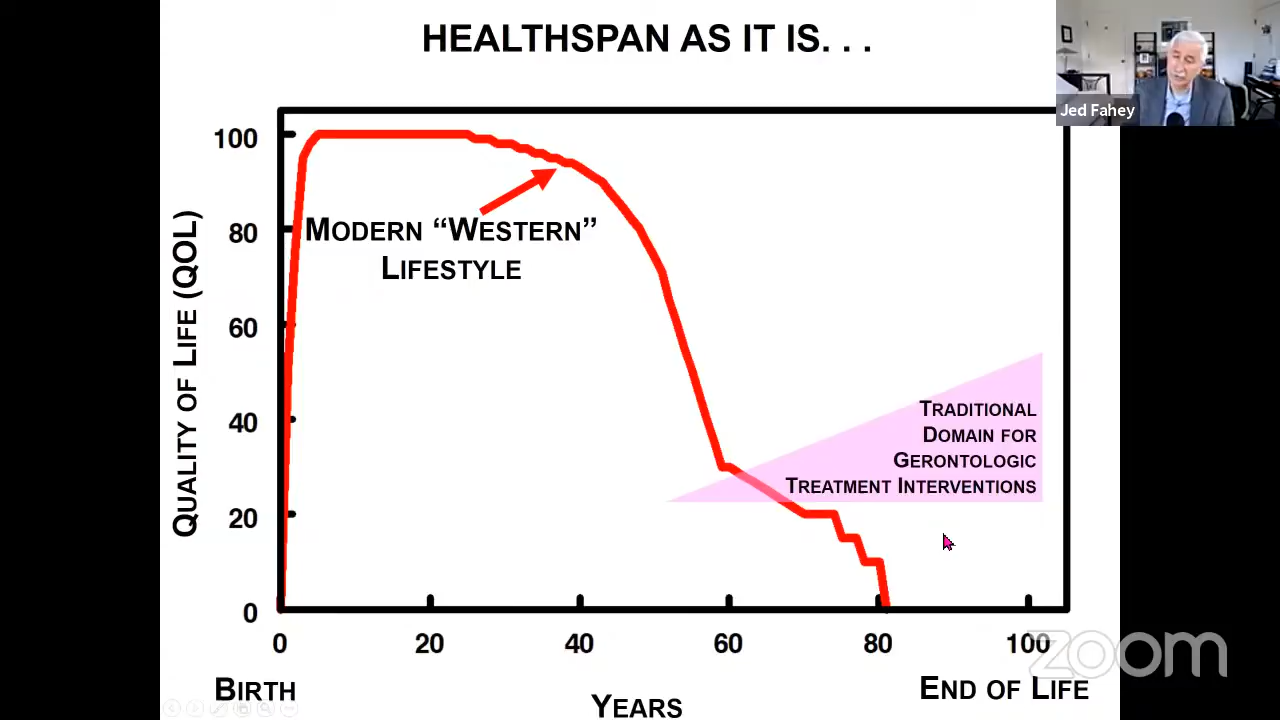 HEALTHSPAN AS IT IS. . .
Jed Fahey
QUALITY OF LIFE (QOL)
100
80
60
40
20
0
MODERN “WESTERN”
LIFESTYLE
TRADITIONAL
DOMAIN FOR
GERONTOLOGIC
TREATMENT INTERVENTIONS
0 20 40 60 80 100
BIRTH
YEARS
END OF LIFE
zoom